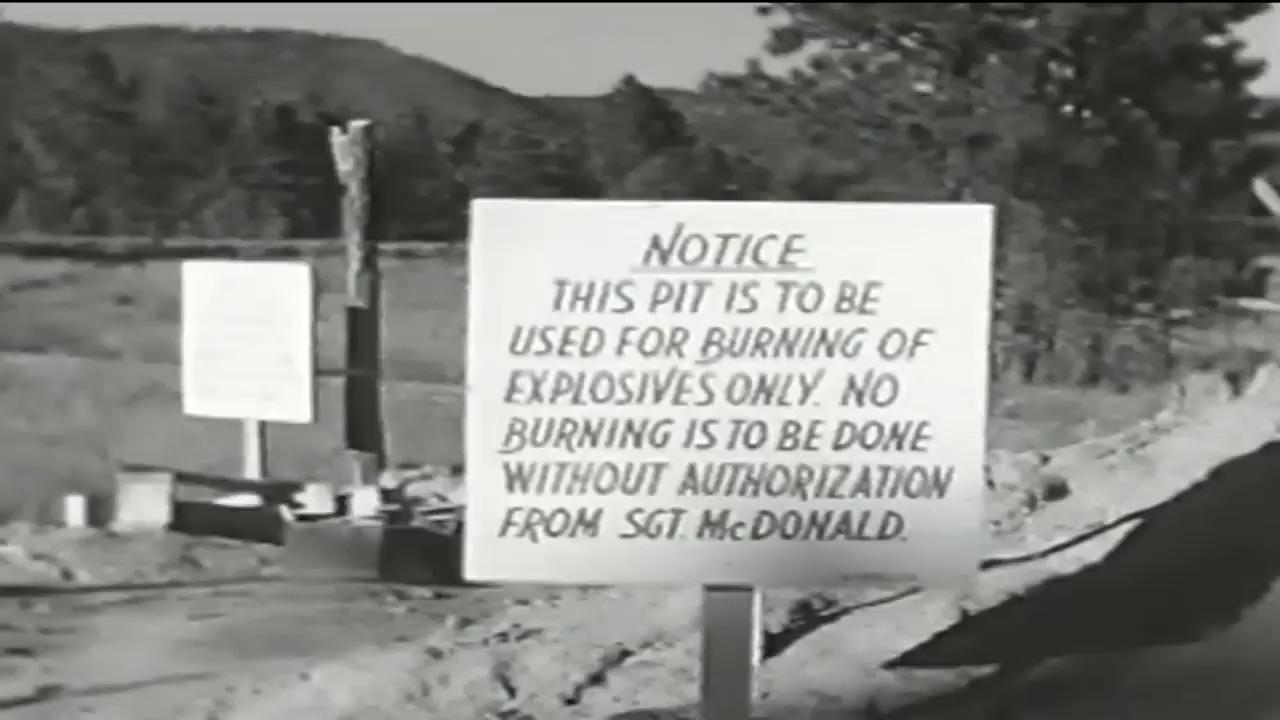 NOTICE
THIS PIT IS TO BE
USED FOR BURNING OF
EXPLOSIVES ONLY. NO
BURNING IS TO BE DONE
WITHOUT AUTHORIZATION
FROM SGT. McDONALD.